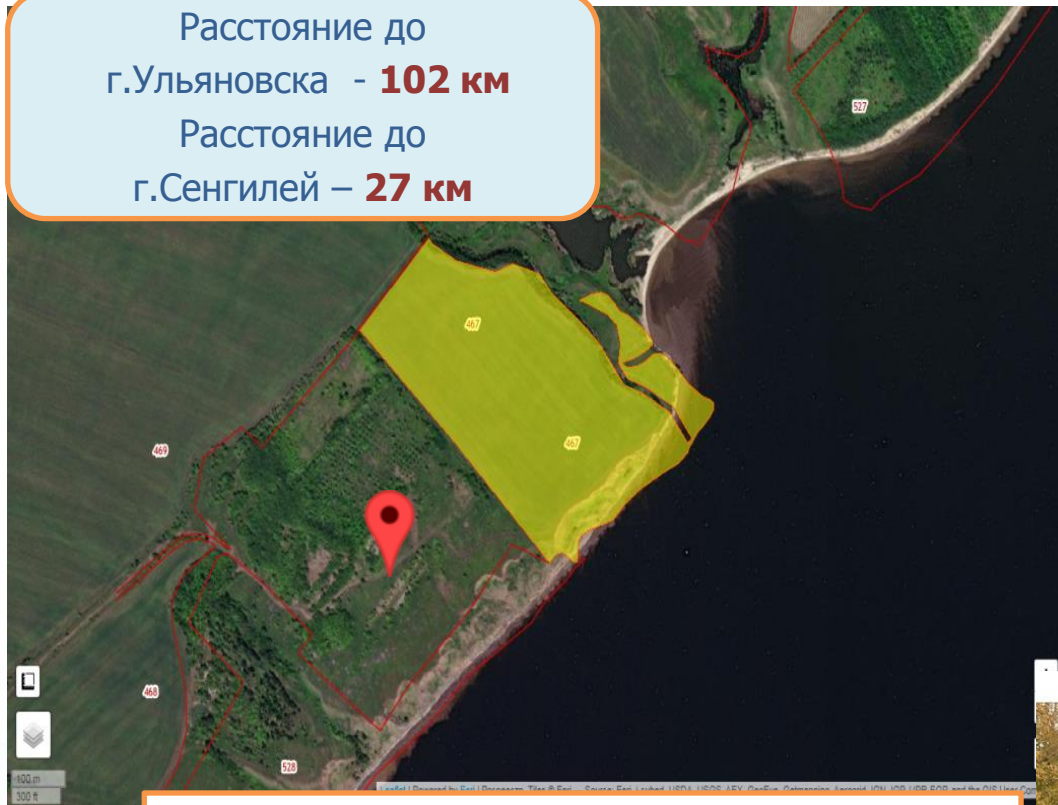 Расстояние до
г.Ульяновска - 102 км
Расстояние до
г.Сенгилей – 27 км
527
467
469
467
468
528
100 m
300 ft